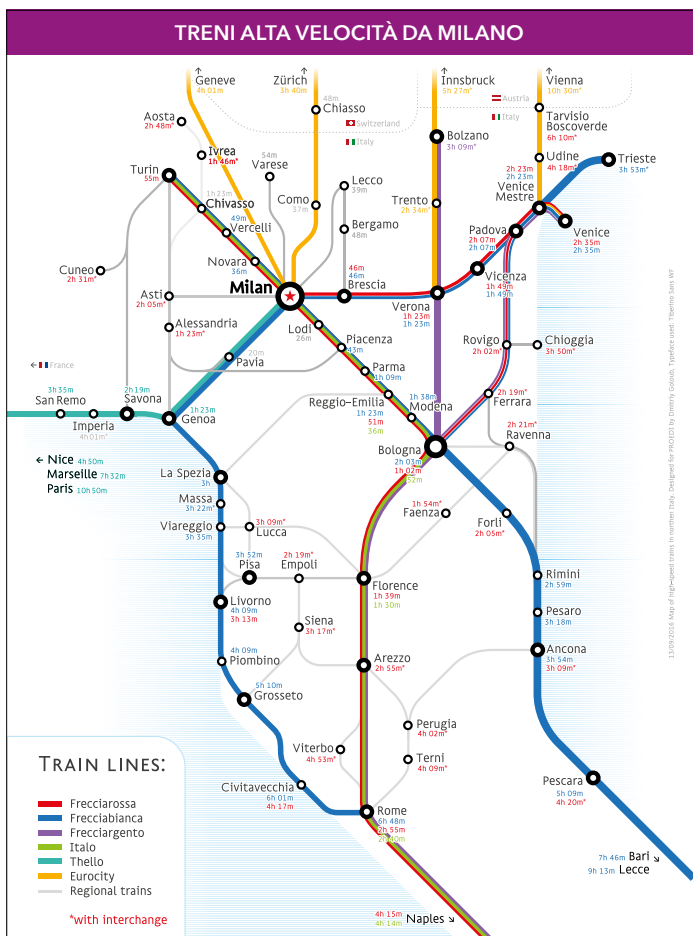 TRENI ALTA VELOCITÀ DA MILANO
Geneve
4h 01m
Zürich
3h 40m
Innsbruck
5h 27m*
Vienna
10h 30m*
Austria
Italy
Switzerland
Italy
48m
Chiasso
Aosta
2h 48m*
Ivrea
1h 46m*
Bolzano
3h 09m*
Tarvisio
Boscoverde
6h 10m*
Udine
4h 18m*
Trieste
3h 53m*
Turin
55m
54m
Varese
Lecco
39m
2h 23m
2h 23m
Venice
Mestre
1h 23m
Chivasso
Como
37m
Trento
2h 34m*
49m
Vercelli
Bergamo
48m
Padova
2h 07m
2h 07m
Venice
2h 35m
2h 35m
Novara
36m
Cuneo
2h 31m*
Milan
46m
46m
Brescia
Vicenza
1h 49m
1h 49m
Asti
2h 05m*
Verona
1h 23m
1h 23m
Alessandria
1h 23m*
Lodi
26m
Piacenza
43m
Rovigo
2h 02m*
Chioggia
3h 50m*
20m
Pavia
France
Parma
1h 09m
3h 35m
San Remo
2h 19m
Savona
Imperia
4h 01m*
1h 23m
Genoa
Reggio–Emilia
1h 23m
51m
36m
1h 38m
Modena
2h 19m*
Ferrara
2h 21m*
Ravenna
Bologna
2h 03m
1h 02m
52m
← Nice 4h 50m
Marseille 7h 32m
Paris 10h 50m
La Spezia
3h
Massa
3h 22m*
Viareggio
3h 35m
3h 09m*
Lucca
1h 54m*
Faenza
Forli
2h 05m*
3h 52m
Pisa
2h 19m*
Empoli
Florence
1h 39m
1h 30m
Rimini
2h 59m
Livorno
4h 09m
3h 13m
Siena
3h 17m*
Pesaro
3h 18m
4h 09m
Piombino
Arezzo
2h 55m*
Ancona
3h 54m
3h 09m*
5h 10m
Grosseto
Perugia
4h 02m*
Viterbo
4h 53m*
Terni
4h 09m*
Civitavecchia
6h 01m
4h 17m
Pescara
5h 09m
4h 20m*
Rome
6h 48m
2h 55m
2h 40m
7h 46m Bari ↘
9h 13m Lecce
4h 15m
4h 14m
Naples ↘
TRAIN LINES:
Frecciarossa
Frecciabianca
Frecciargento
Italo
Thello
Eurocity
Regional trains
*with interchange